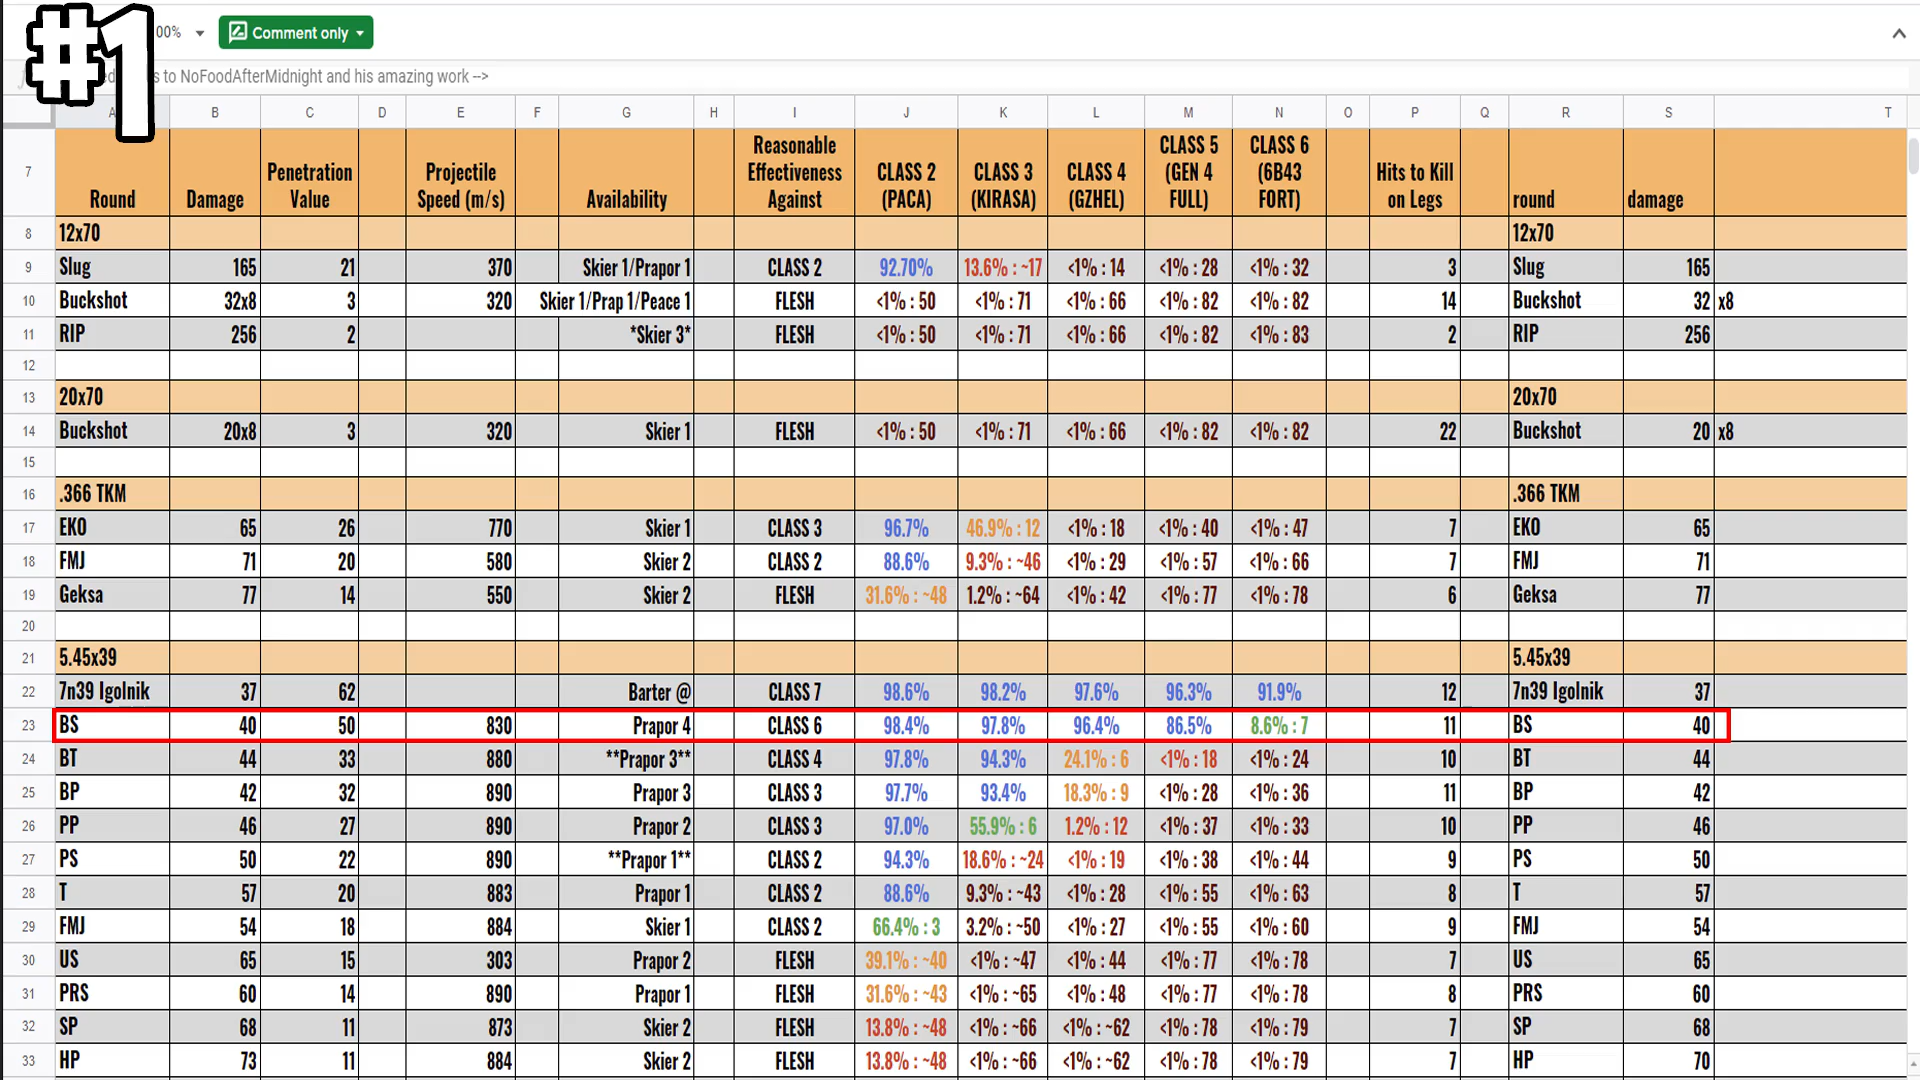 #1
00%
Comment only
s to NoFoodAfterMidnight and his amazing work -->
A B C D E F G H I J K L M N O P Q R S T
7 Round Damage Penetration Value Projectile Speed (m/s) Availability Reasonable Effectiveness Against CLASS 2 (PACA) CLASS 3 (KIRASA) CLASS 4 (GZHEL) CLASS 5 (GEN 4 FULL) CLASS 6 (6B43 FORT) Hits to Kill on Legs round damage
8 12x70 12x70
9 Slug 165 21 370 Skier 1/Prapor 1 CLASS 2 92.70% 13.6% : ~17 <1% : 14 <1% : 28 <1% : 32 3 Slug 165
10 Buckshot 32x8 3 320 Skier 1/Prap 1/Peace 1 FLESH <1% : 50 <1% : 71 <1% : 66 <1% : 82 <1% : 82 14 Buckshot 32 x8
11 RIP 256 2 *Skier 3* FLESH <1% : 50 <1% : 71 <1% : 66 <1% : 82 <1% : 83 2 RIP 256
12
13 20x70 20x70
14 Buckshot 20x8 3 320 Skier 1 FLESH <1% : 50 <1% : 71 <1% : 66 <1% : 82 <1% : 82 22 Buckshot 20 x8
15
16 .366 TKM .366 TKM
17 EKO 65 26 770 Skier 1 CLASS 3 96.7% 46.9% : 12 <1% : 18 <1% : 40 <1% : 47 7 EKO 65
18 FMJ 71 20 580 Skier 2 CLASS 2 88.6% 9.3% : ~46 <1% : 29 <1% : 57 <1% : 66 7 FMJ 71
19 Geksa 77 14 550 Skier 2 FLESH 31.6% : ~48 1.2% : ~64 <1% : 42 <1% : 77 <1% : 78 6 Geksa 77
20
21 5.45x39 5.45x39
22 7n39 Igolnik 37 62 Barter @ CLASS 7 98.6% 98.2% 97.6% 96.3% 91.9% 12 7n39 Igolnik 37
23 BS 40 50 830 Prapor 4 CLASS 6 98.4% 97.8% 96.4% 86.5% 8.6% : 7 11 BS 40
24 BT 44 33 880 **Prapor 3** CLASS 4 97.8% 94.3% 24.1% : 6 <1% : 18 <1% : 24 10 BT 44
25 BP 42 32 890 Prapor 3 CLASS 3 97.7% 93.4% 18.3% : 9 <1% : 28 <1% : 36 11 BP 42
26 PP 46 27 890 Prapor 2 CLASS 3 97.0% 55.9% : 6 1.2% : 12 <1% : 37 <1% : 33 10 PP 46
27 PS 50 22 890 **Prapor 1** CLASS 2 94.3% 18.6% : ~24 <1% : 19 <1% : 38 <1% : 44 9 PS 50
28 T 57 20 883 Prapor 1 CLASS 2 88.6% 9.3% : ~43 <1% : 28 <1% : 55 <1% : 63 8 T 57
29 FMJ 54 18 884 Skier 1 CLASS 2 66.4% : 3 3.2% : ~50 <1% : 27 <1% : 55 <1% : 60 9 FMJ 54
30 US 65 15 303 Prapor 2 FLESH 39.1% : ~40 <1% : ~47 <1% : 44 <1% : 77 <1% : 78 7 US 65
31 PRS 60 14 890 Prapor 1 FLESH 31.6% : ~43 <1% : ~65 <1% : 48 <1% : 77 <1% : 78 8 PRS 60
32 SP 68 11 873 Skier 2 FLESH 13.8% : ~48 <1% : ~66 <1% : ~62 <1% : 78 <1% : 79 7 SP 68
33 HP 73 11 884 Skier 2 FLESH 13.8% : ~48 <1% : ~66 <1% : ~62 <1% : 78 <1% : 79 7 HP 70